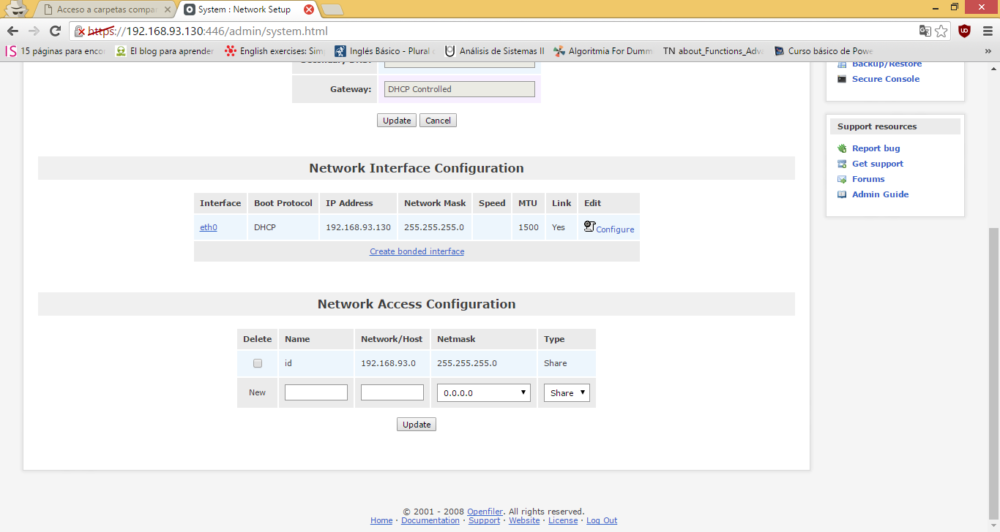 Acceso a carpetas compa
System : Network Setup
https://192.168.93.130:446/admin/system.html
15 páginas para enco
El blog para aprender
English exercises: Sim
Inglés Básico - Plural
Análisis de Sistemas II
Algoritmia For Dumm
TN about_Functions_Adva
Curso básico de Powe
»
Gateway: DHCP Controlled
Update Cancel
Backup/Restore
Secure Console
Support resources
Report bug
Get support
Forums
Admin Guide
Network Interface Configuration
Interface Boot Protocol IP Address Network Mask Speed MTU Link Edit
eth0 DHCP 192.168.93.130 255.255.255.0 1500 Yes Configure
Create bonded interface
Network Access Configuration
Delete Name Network/Host Netmask Type
id 192.168.93.0 255.255.255.0 Share
New 0.0.0.0 Share
Update
© 2001 - 2008 Openfiler. All rights reserved.
Home · Documentation · Support · Website · License · Log Out